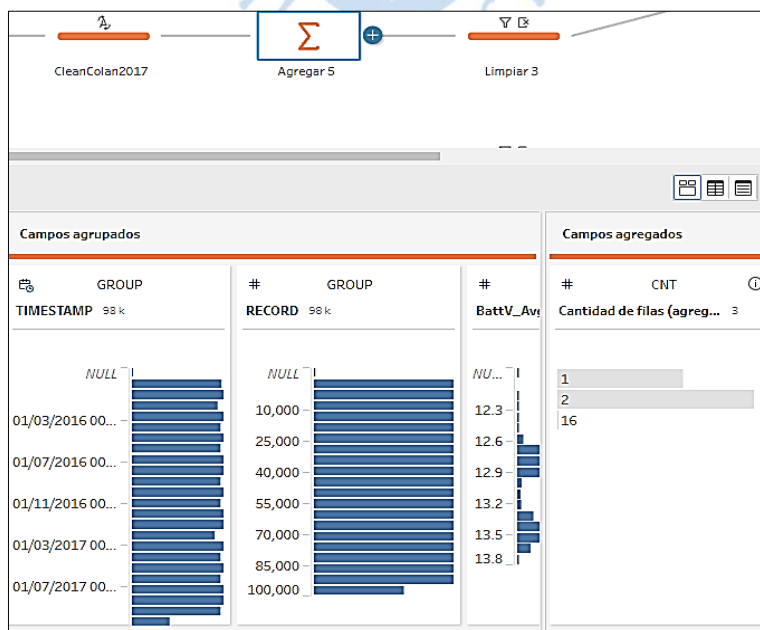 CleanColan2017
Agregar 5
Limpiar 3
Campos agrupados
Campos agregados
GROUP
TIMESTAMP 98 k
NULL
01/03/2016 00...
01/07/2016 00...
01/11/2016 00...
01/03/2017 00...
01/07/2017 00...
# GROUP
RECORD 98 k
NULL
10,000
25,000
40,000
55,000
70,000
85,000
100,000
#
BattV_Avg
NU...
12.3
12.6
12.9
13.2
13.5
13.8
# CNT
Cantidad de filas (agreg... 3
1
2
16